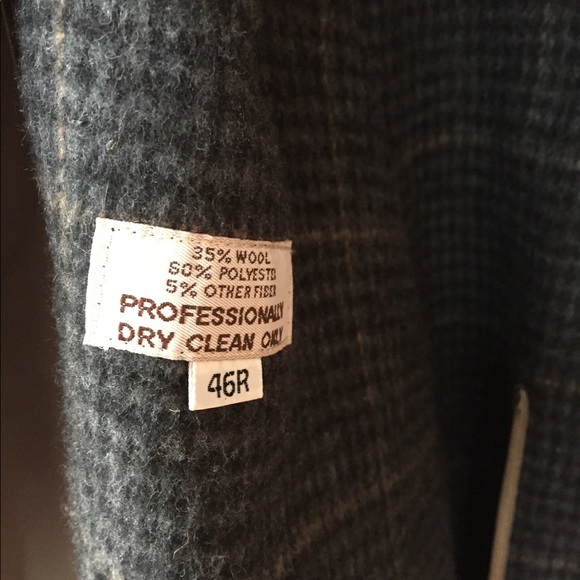 35% WOOL
60% POLYESTER
5% OTHER FIBER
PROFESSIONALLY
DRY CLEAN ONLY
46R